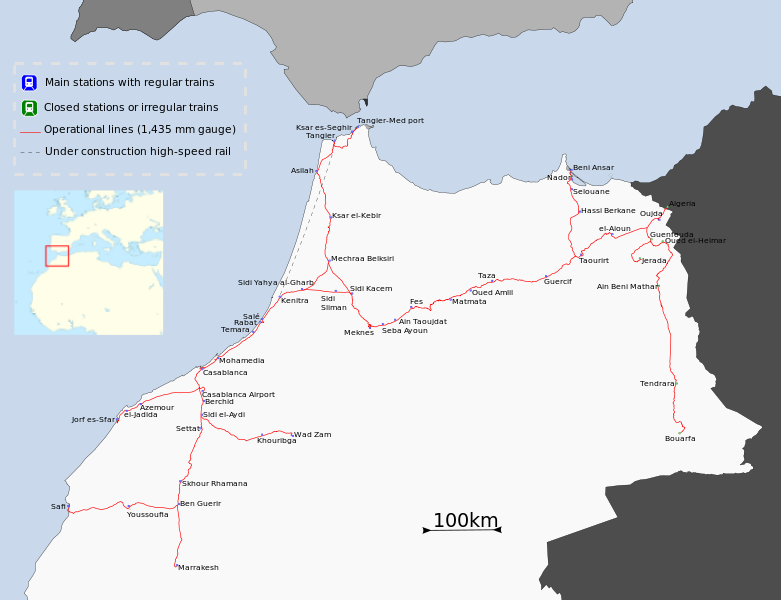 Main stations with regular trains
Closed stations or irregular trains
Operational lines (1,435 mm gauge)
Under construction high-speed rail
Tangier-Med port
Ksar es-Seghir
Tangier
Asilah
Ksar el-Kebir
Mechraa Belksiri
Sidi Yahya al-Gharb
Sidi Kacem
Kenitra
Sidi
Slman
Salé
Rabat
Temara
Meknes
Seba Ayoun
Ain Taoujdat
Fes
Matmata
Oued Amlil
Taza
Guercif
Taourirt
Beni Ansar
Nador
Selouane
Hassi Berkane
el-Aioun
Oujda
Algeria
Guenfouda
Oued el-Heimar
Jerada
Ain Beni Mathar
Tendrara
Bouarfa
Mohamedia
Casablanca
Casablanca Airport
Berchid
Azemour
el-Jadida
Jorf es-Sfar
Sidi el-Aydi
Settat
Khouribga
Wad Zam
Skhour Rhamana
Ben Guerir
Safi
Youssoufia
Marrakesh
100km